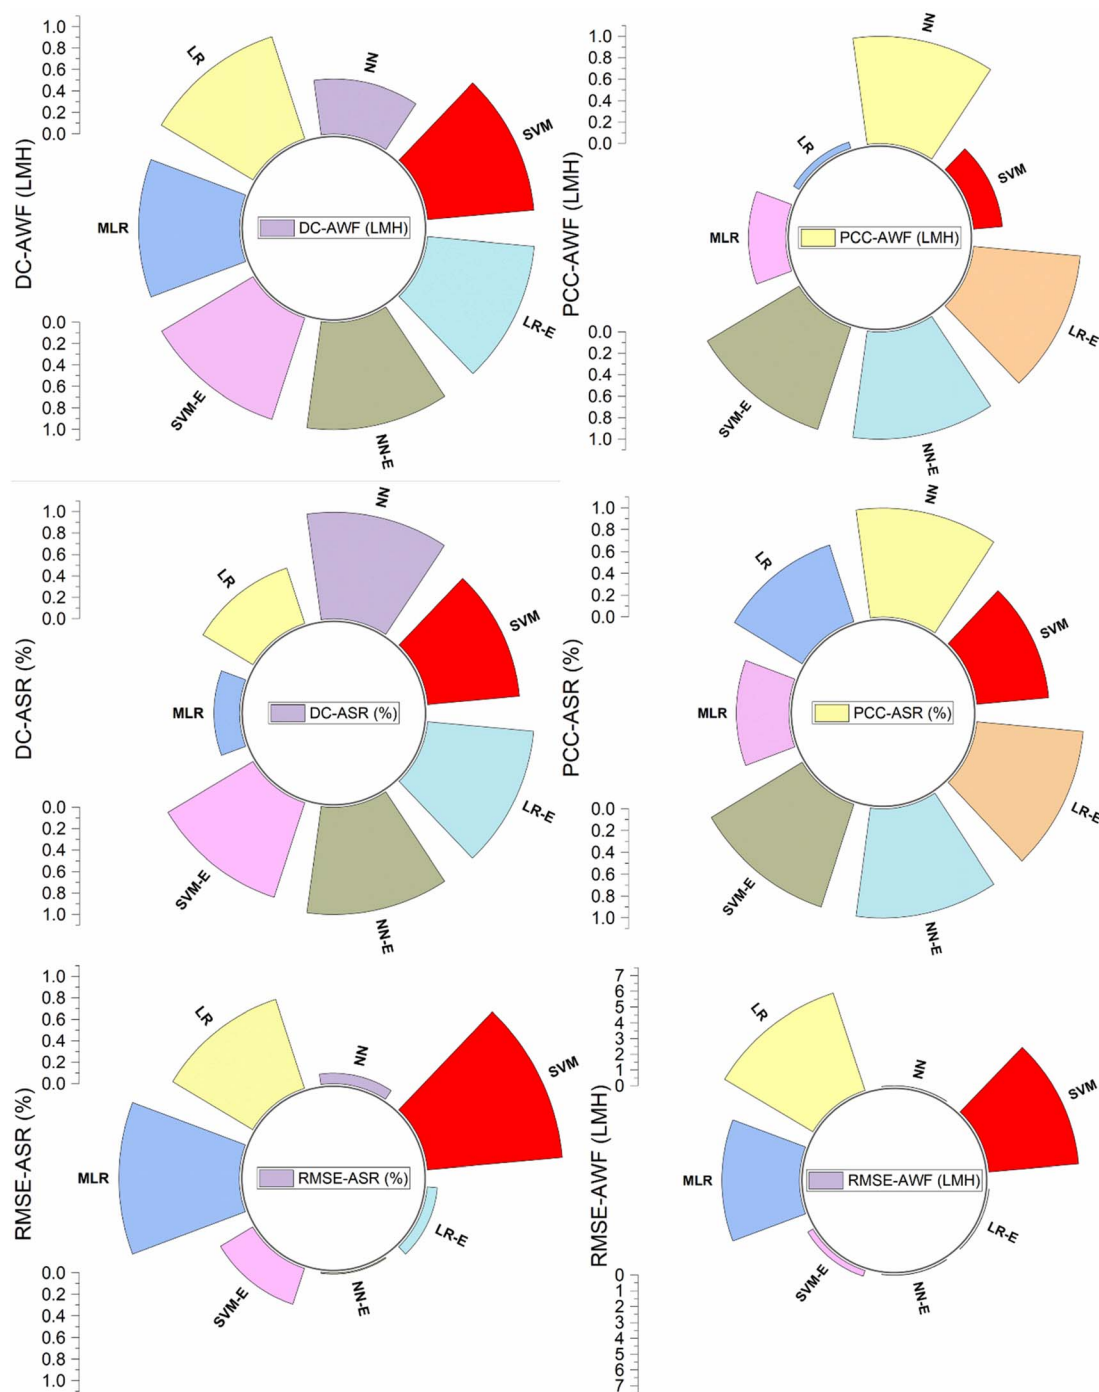 DC-AWF (LMH)
1.0
0.8
0.6
0.4
0.2
0.0
0.0
0.2
0.4
0.6
0.8
1.0
LR
NN
SVM
MLR
DC-AWF (LMH)
LR-E
SVM-E
NN-E
PCC-AWF (LMH)
1.0
0.8
0.6
0.4
0.2
0.0
0.0
0.2
0.4
0.6
0.8
1.0
NN
LR
SVM
MLR
PCC-AWF (LMH)
LR-E
SVM-E
NN-E
DC-ASR (%)
1.0
0.8
0.6
0.4
0.2
0.0
0.0
0.2
0.4
0.6
0.8
1.0
NN
LR
SVM
MLR
DC-ASR (%)
LR-E
SVM-E
NN-E
PCC-ASR (%)
1.0
0.8
0.6
0.4
0.2
0.0
0.0
0.2
0.4
0.6
0.8
1.0
NN
LR
SVM
MLR
PCC-ASR (%)
LR-E
SVM-E
NN-E
RMSE-ASR (%)
1.0
0.8
0.6
0.4
0.2
0.0
0.0
0.2
0.4
0.6
0.8
1.0
LR
NN
SVM
MLR
RMSE-ASR (%)
LR-E
SVM-E
NN-E
RMSE-AWF (LMH)
7
6
5
4
3
2
1
0
0
1
2
3
4
5
6
7
LR
NN
SVM
MLR
RMSE-AWF (LMH)
LR-E
SVM-E
NN-E